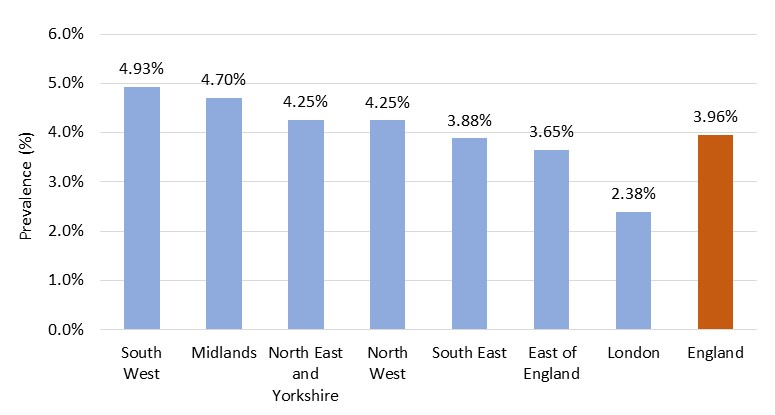 6.0%
5.0%
4.0%
3.0%
2.0%
1.0%
0.0%
Prevalence (%)
4.93%
4.70%
4.25%
4.25%
3.88%
3.65%
2.38%
3.96%
South
West
Midlands
North East
and
Yorkshire
North
West
South East
East of
England
London
England